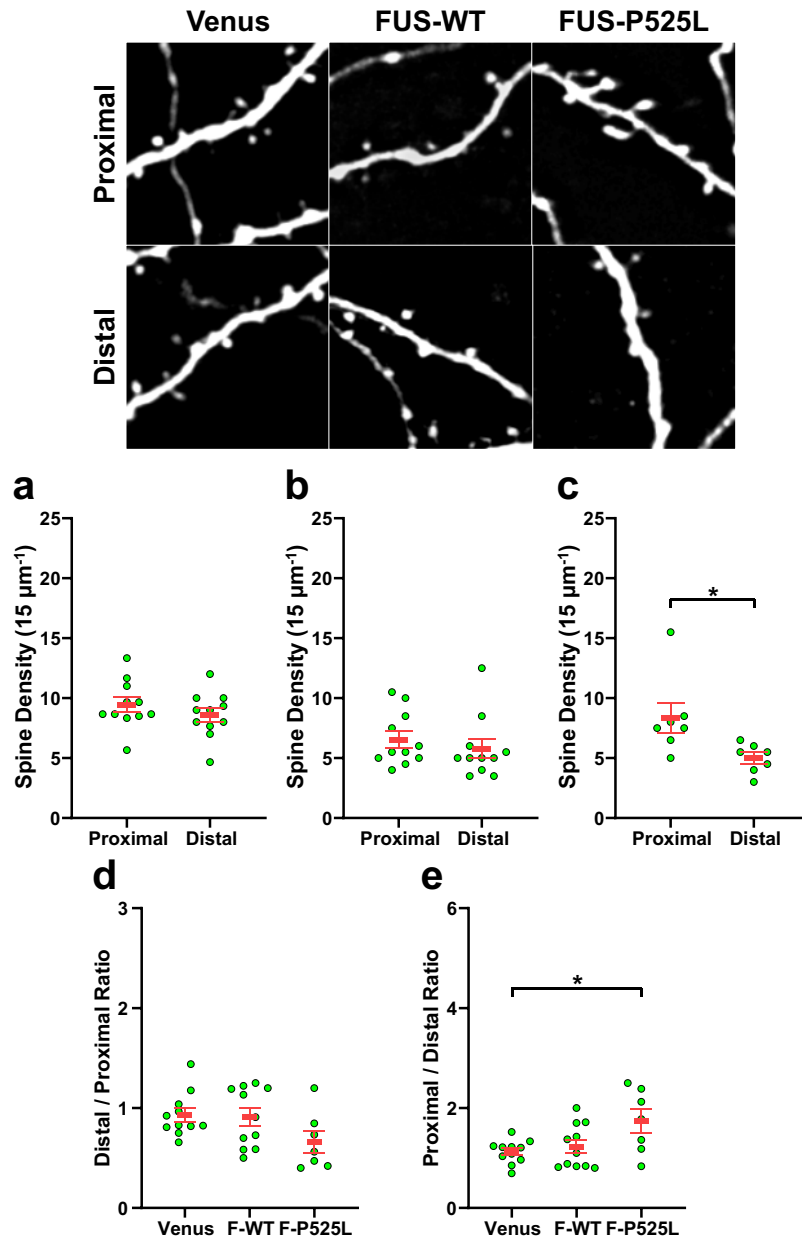 Venus FUS-WT FUS-P525L
Proximal
Distal
a
Spine Density (15 µm⁻¹)
25
20
15
10
5
0
Proximal Distal
b
Spine Density (15 µm⁻¹)
25
20
15
10
5
0
Proximal Distal
c
Spine Density (15 µm⁻¹)
25
20
15
10
5
0
*
Proximal Distal
d
Distal / Proximal Ratio
3
2
1
0
Venus F-WT F-P525L
e
Proximal / Distal Ratio
6
4
2
0
*
Venus F-WT F-P525L